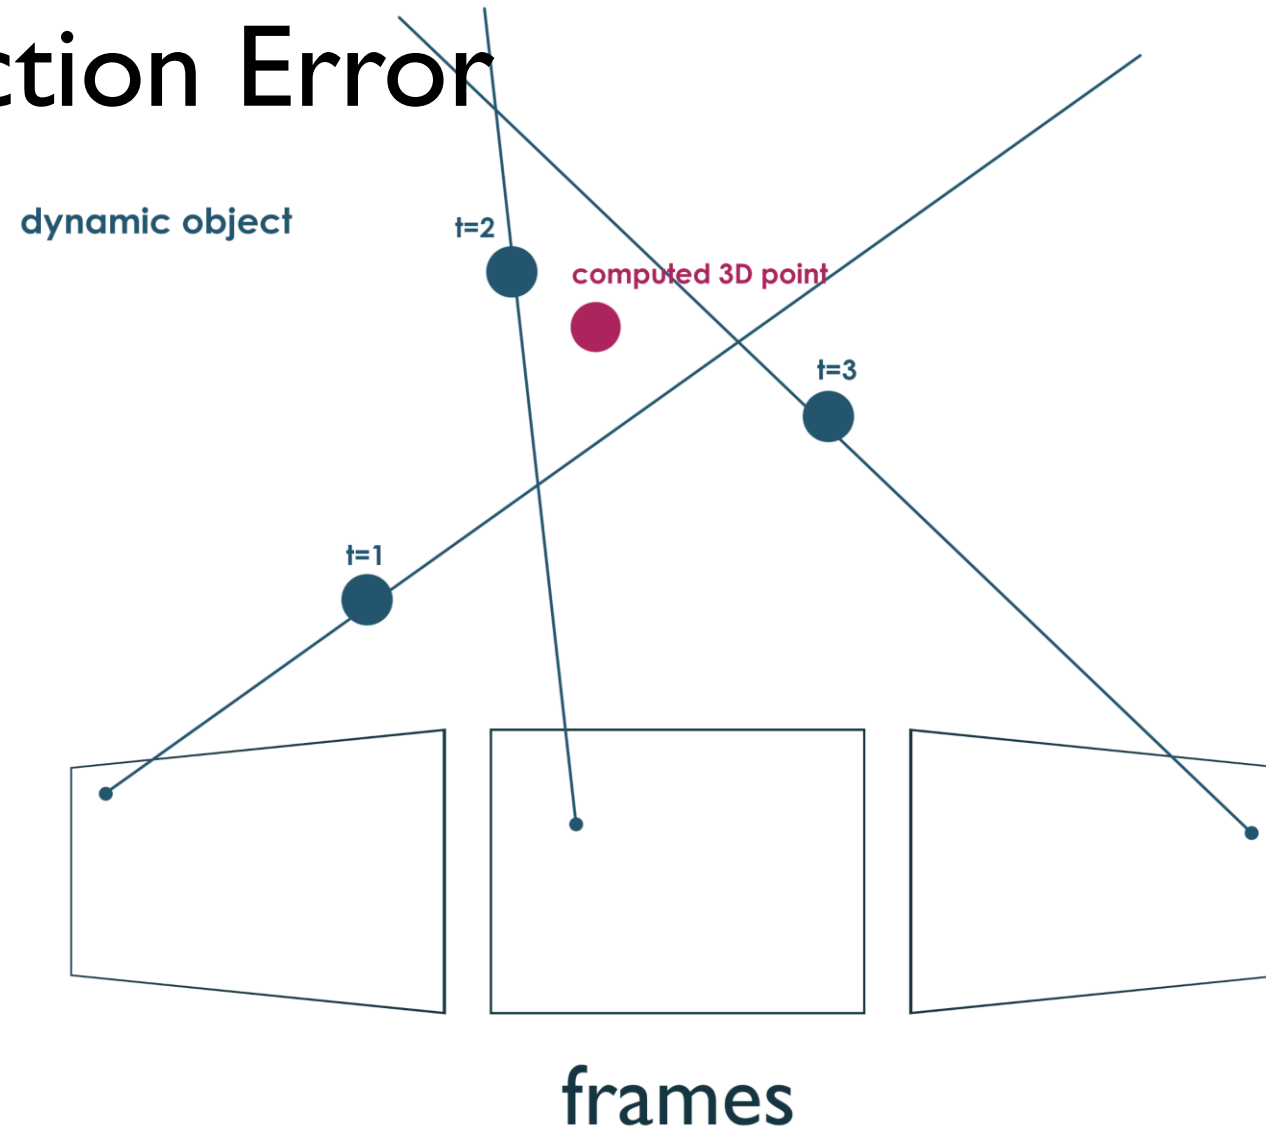 ction Error
dynamic object
t=2
computed 3D point
t=3
t=1
frames